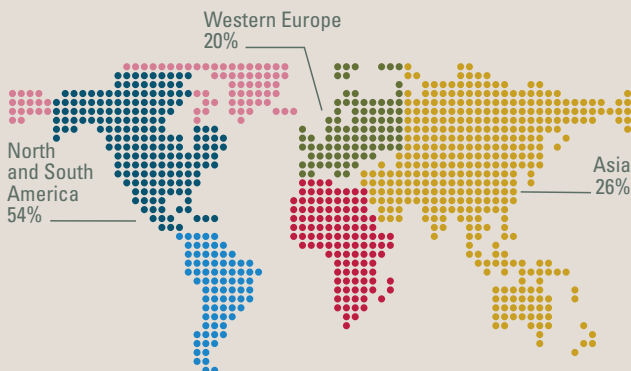 Western Europe
20%
North
and South
America
54%
Asia
26%